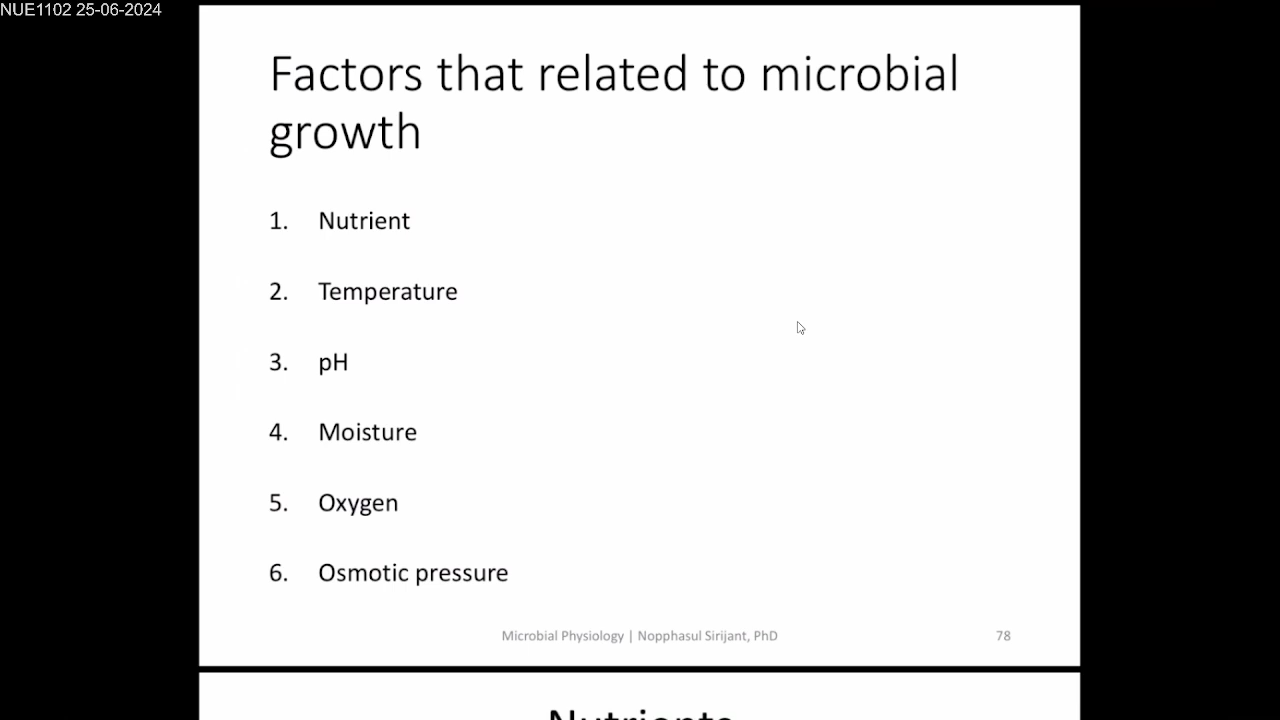 NUE1102 25-06-2024
Factors that related to microbial
growth
1. Nutrient
2. Temperature
3. pH
4. Moisture
5. Oxygen
6. Osmotic pressure
Microbial Physiology | Nopphasul Sirijant, PhD 78
Nutrients